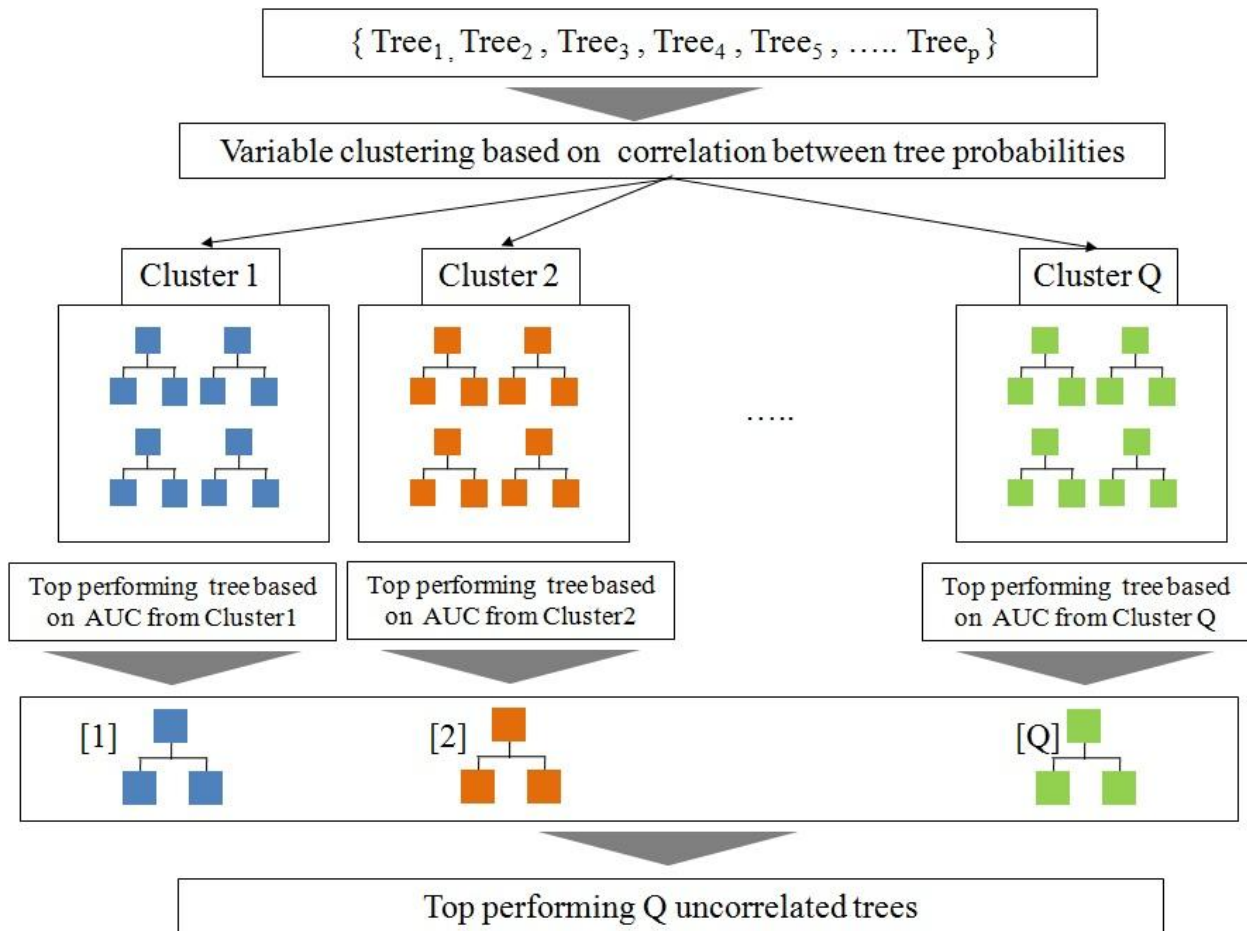 { Tree1, Tree2 , Tree3 , Tree4 , Tree5 , ..... Treep }
Variable clustering based on correlation between tree probabilities
Cluster 1
Cluster 2
Cluster Q
.....
Top performing tree based
on AUC from Cluster1
Top performing tree based
on AUC from Cluster2
Top performing tree based
on AUC from Cluster Q
[1]
[2]
[Q]
Top performing Q uncorrelated trees